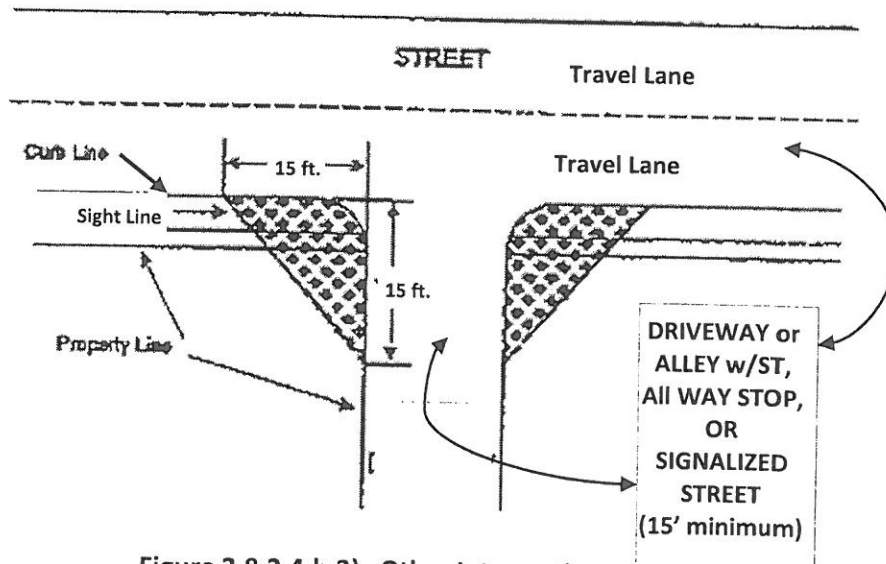 STREET
Travel Lane
Curb Line
15 ft.
Travel Lane
Sight Line
15 ft.
Property Line
DRIVEWAY or
ALLEY w/ST,
All WAY STOP,
OR
SIGNALIZED
STREET
(15' minimum)